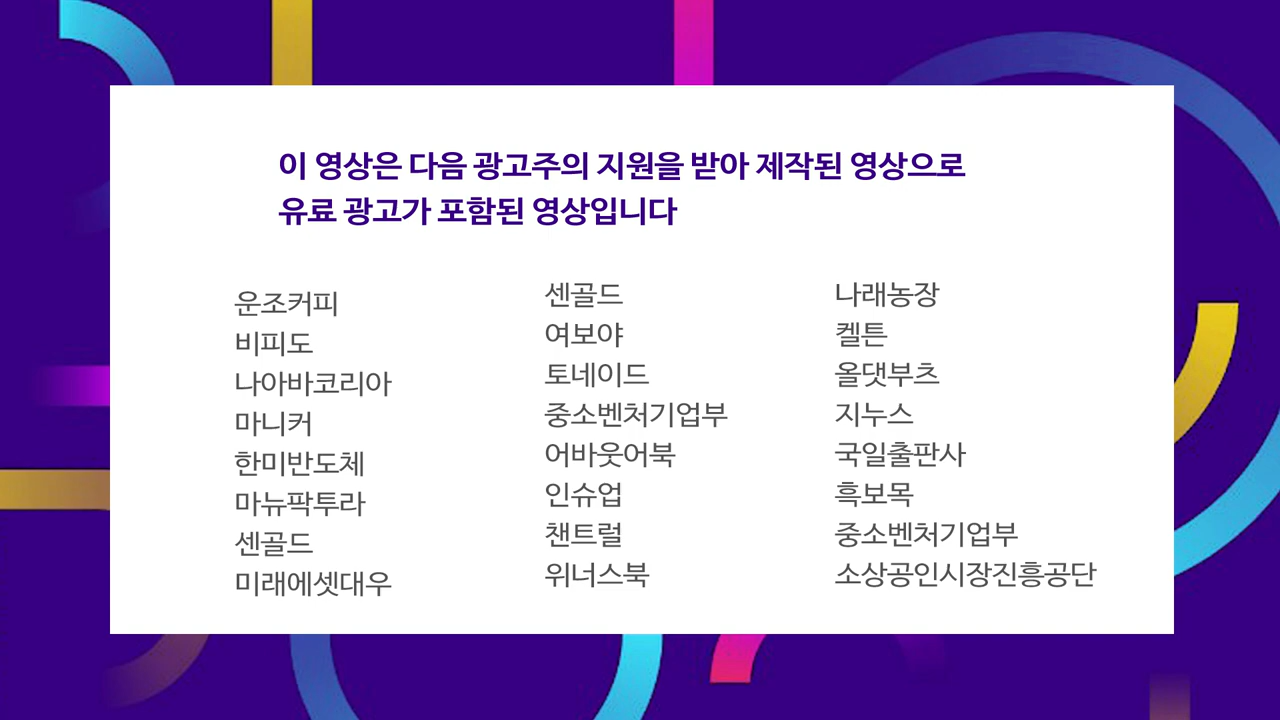 이 영상은 다음 광고주의 지원을 받아 제작된 영상으로
유료 광고가 포함된 영상입니다
운조커피
비피도
나아바코리아
마니커
한미반도체
마뉴팍투라
센골드
미래에셋대우
센골드
여보야
토네이드
중소벤처기업부
어바웃어북
인슈업
챈트럴
위너스북
나래농장
켈튼
올댓부츠
지누스
국일출판사
흑보목
중소벤처기업부
소상공인시장진흥공단